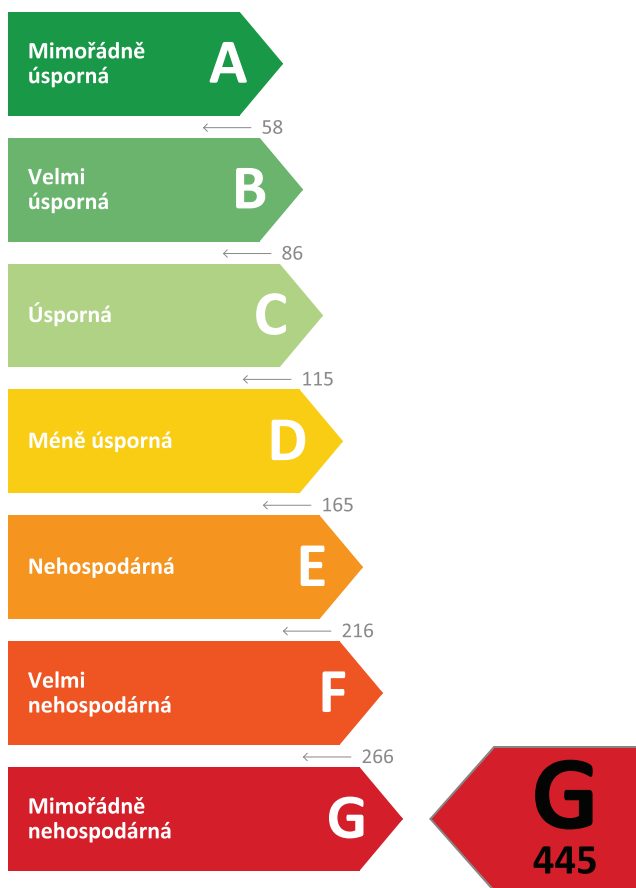 Mimořádně
úsporná
A
58
Velmi
úsporná
B
86
Úsporná
C
115
Méně úsporná
D
165
Nehospodárná
E
216
Velmi
nehospodárná
F
266
Mimořádně
nehospodárná
G
G
445